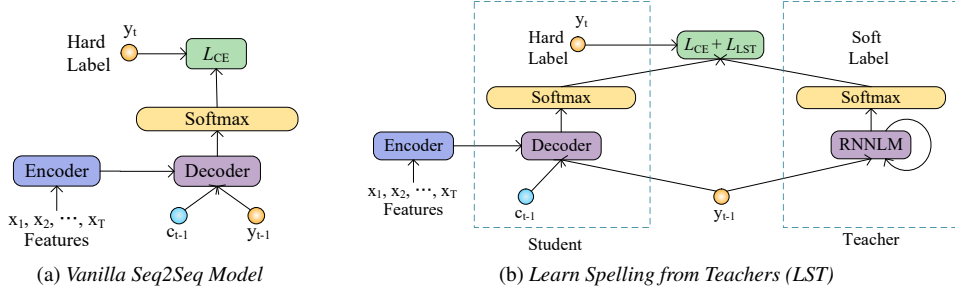 y_t
Hard
Label
L_CE
Softmax
Encoder
Decoder
x_1, x_2, ⋯, x_T
Features
c_t-1
y_t-1
(a) Vanilla Seq2Seq Model
y_t
Hard
Label
L_CE + L_LST
Soft
Label
Softmax
Softmax
Encoder
Decoder
RNNLM
x_1, x_2, ⋯, x_T
Features
c_t-1
y_t-1
Student
Teacher
(b) Learn Spelling from Teachers (LST)